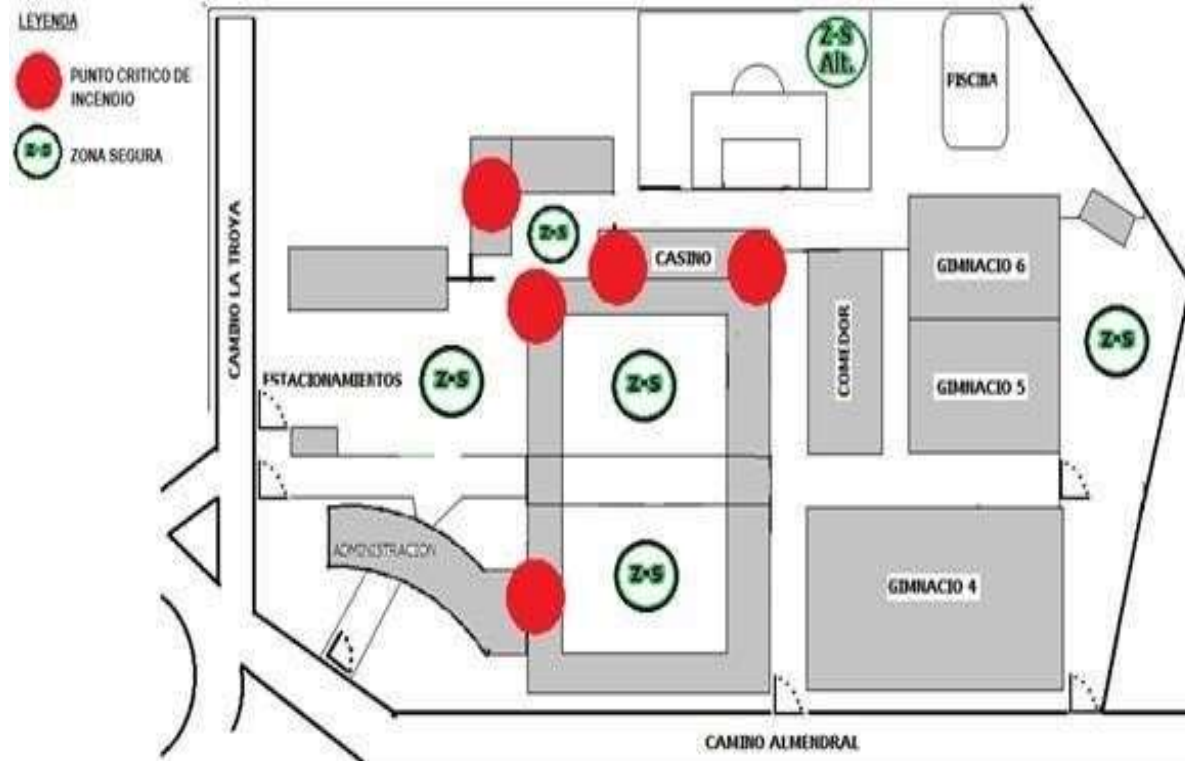 LEYENDA
PUNTO CRITICO DE
INCENDIO
Z·S
ZONA SEGURA
Z·S
Alt.
PISCINA
Z·S
CASINO
GIMNACIO 6
CAMINO LA TROYA
COMEDOR
Z·S
ESTACIONAMIENTOS
Z·S
Z·S
GIMNACIO 5
ADMINISTRACION
Z·S
GIMNACIO 4
CAMINO ALMENDRAL